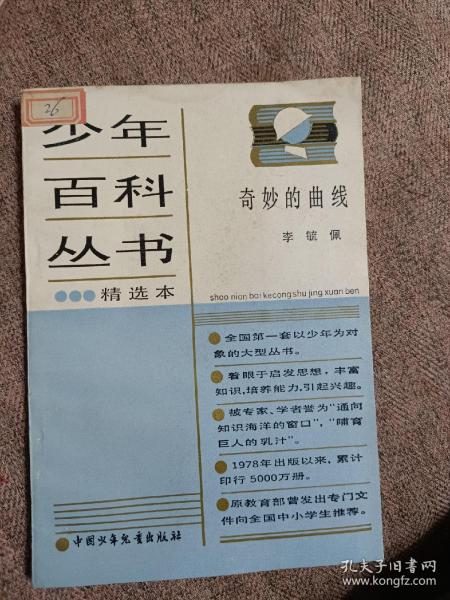 26
少年
百科
丛书
精选本
奇妙的曲线
李毓佩
shao nian bai ke cong shu jing xuan ben
全国第一套以少年为对
象的大型丛书。
着眼于启发思想，丰富
知识，培养能力，引起兴趣。
被专家、学者誉为“通向
知识海洋的窗口”，“哺育
巨人的乳汁”。
1978年出版以来，累计
印行5000万册。
原教育部曾发出专门文
件向全国中小学生推荐。
中国少年儿童出版社
孔夫子旧书网
www.kongfz.com